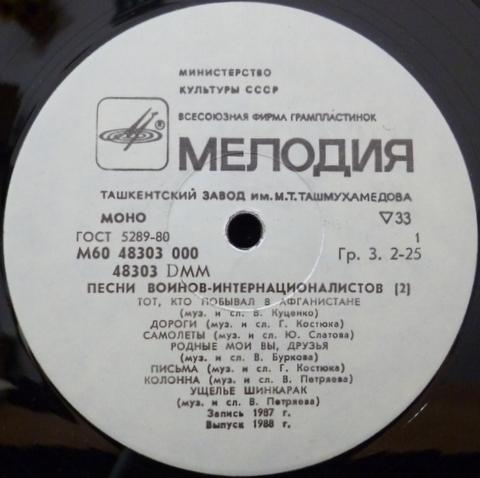 МИНИСТЕРСТВО
КУЛЬТУРЫ СССР
ВСЕСОЮЗНАЯ ФИРМА ГРАМПЛАСТИНОК
®
МЕЛОДИЯ
ТАШКЕНТСКИЙ ЗАВОД ИМ. М.Т. ТАШМУХАМЕДОВА
МОНО ▽33
ГОСТ 5289-80 1
М60 48303 000 Гр. 3. 2-25
48303 DMM
ПЕСНИ ВОИНОВ-ИНТЕРНАЦИОНАЛИСТОВ (2)
ТОТ, КТО ПОБЫВАЛ В АФГАНИСТАНЕ
(муз. и сл. В. Куценко)
ДОРОГИ (муз. и сл. Г. Костюка)
САМОЛЕТЫ (муз. и сл. Ю. Слатова)
РОДНЫЕ МОИ ВЫ, ДРУЗЬЯ
(муз. и сл. В. Буркова)
ПИСЬМА (муз. и сл. Г. Костюка)
КОЛОННА (муз. и сл. В. Петряева)
УЩЕЛЬЕ ШИНКАРАК
(муз. и сл. В. Петряева)
Запись 1987 г.
Выпуск 1988 г.